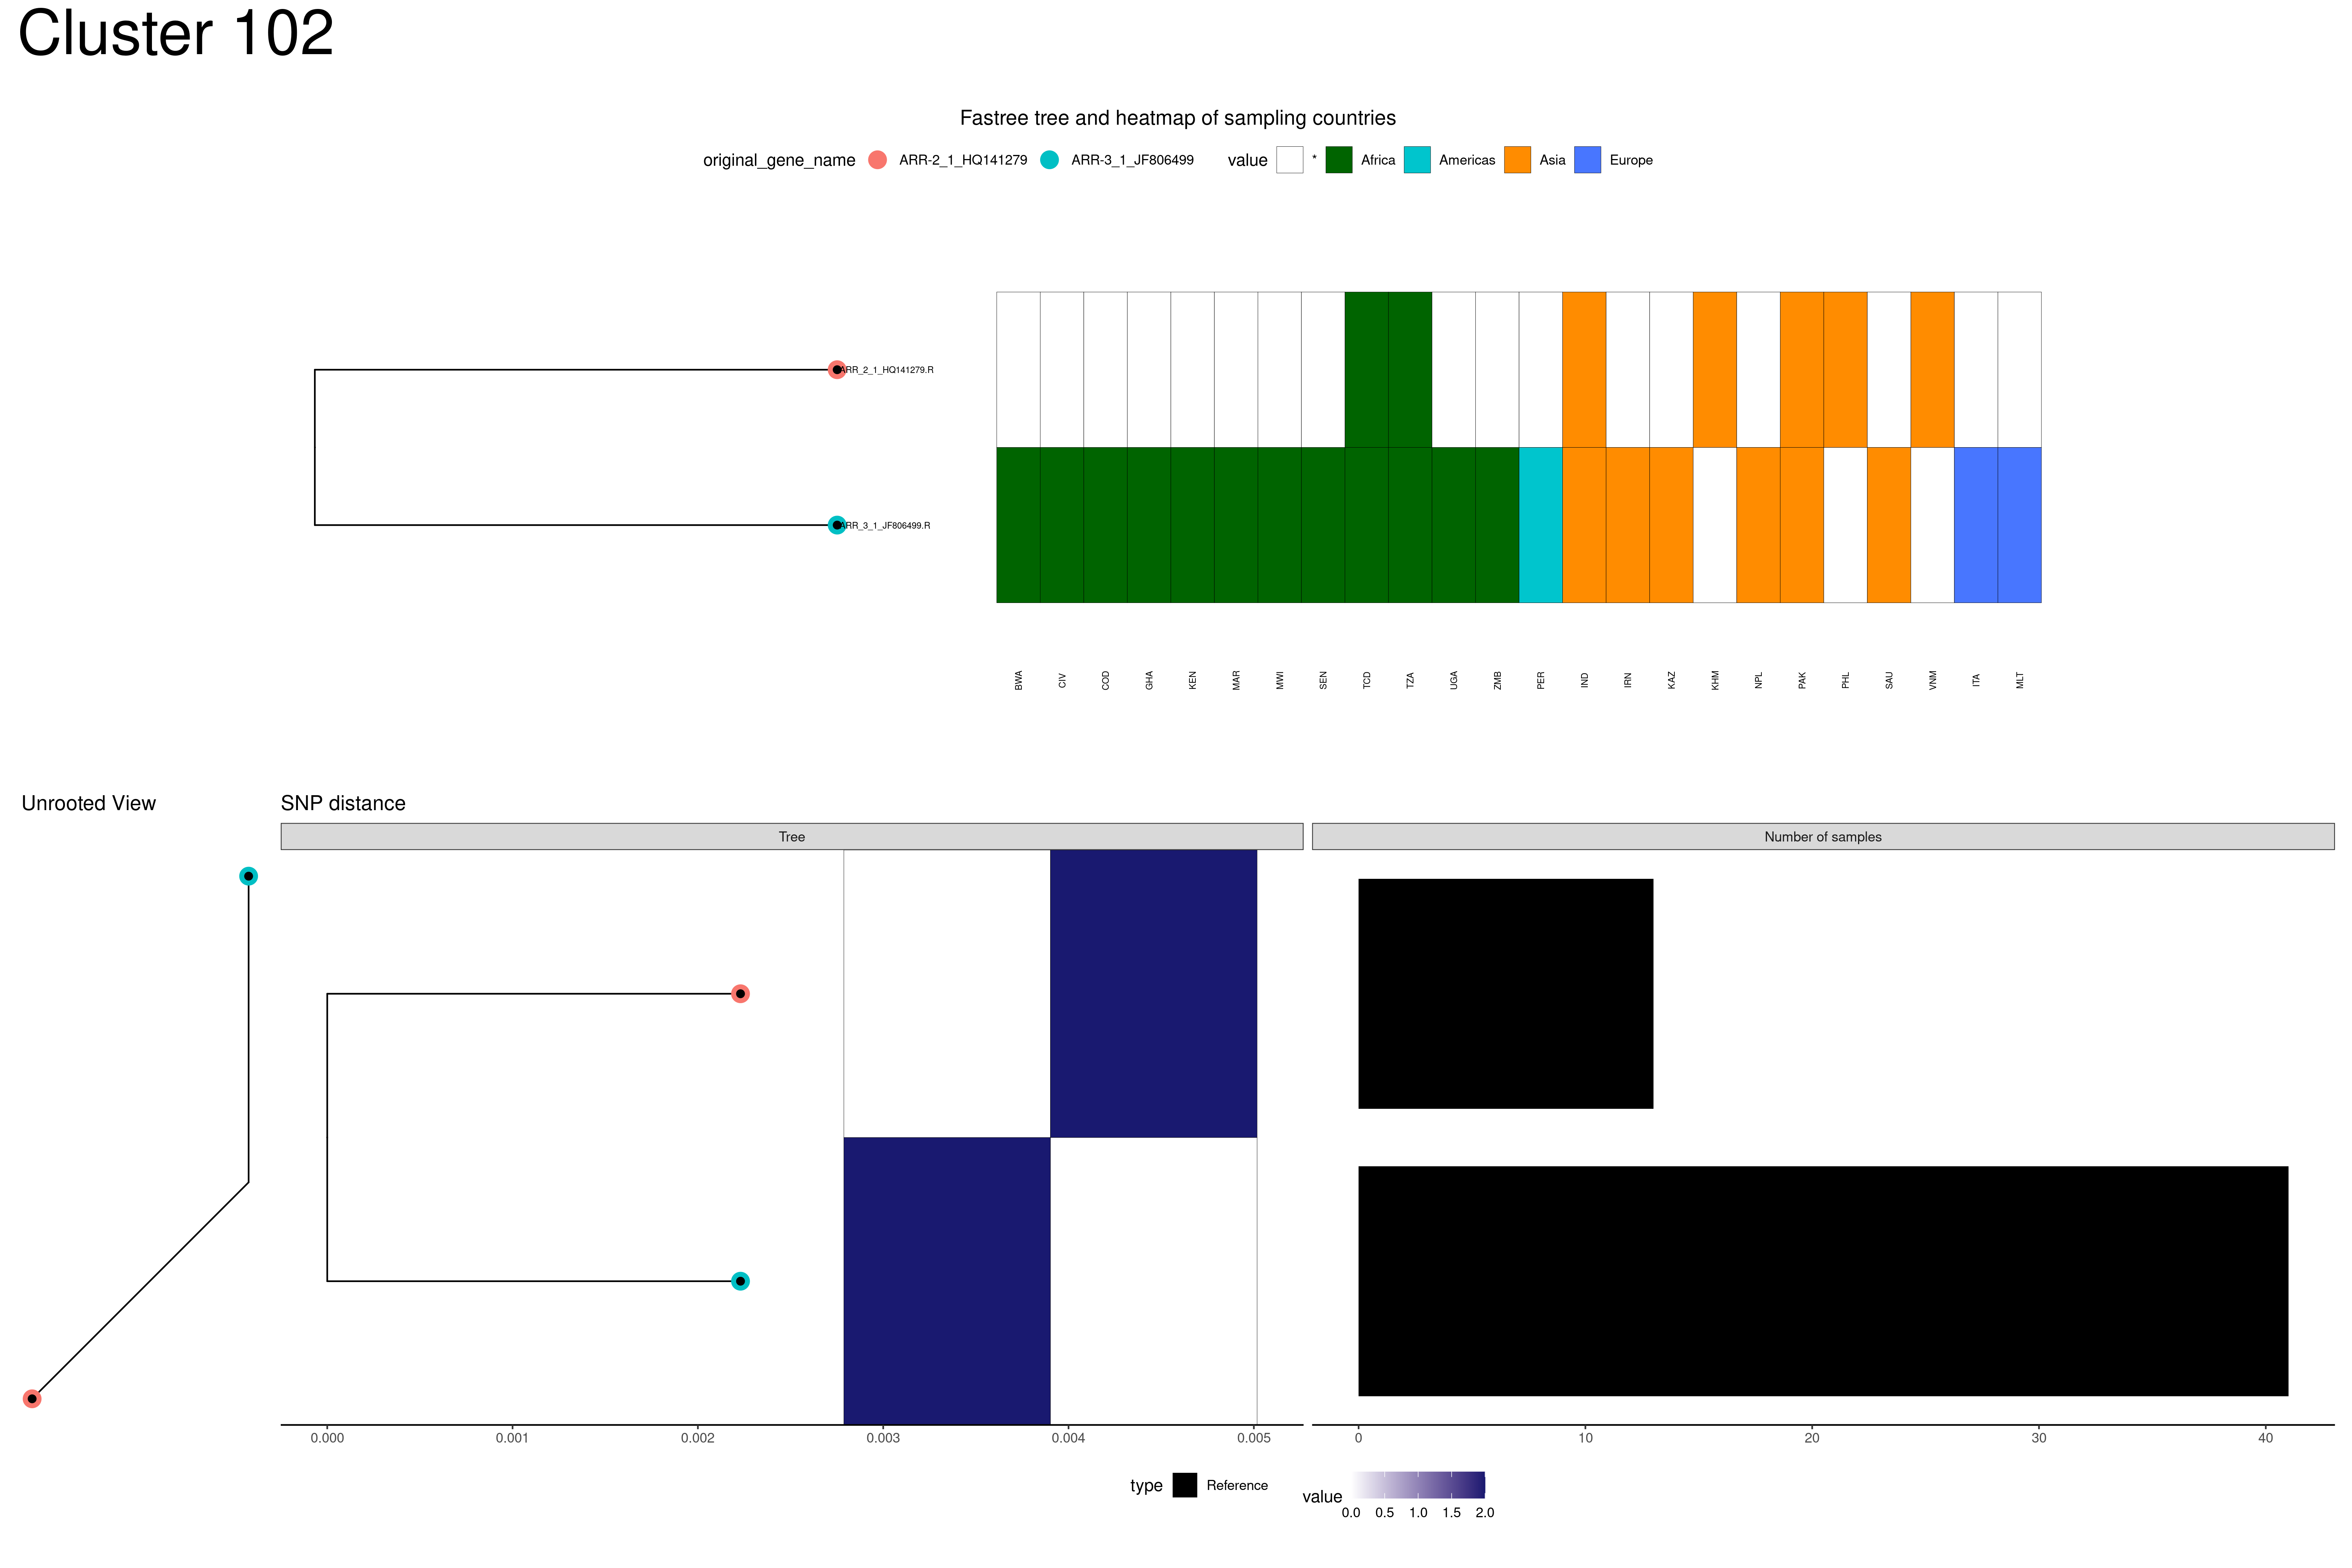 Cluster 102
Fastree tree and heatmap of sampling countries
original_gene_name ARR-2_1_HQ141279 ARR-3_1_JF806499 value * Africa Americas Asia Europe
ARR_2_1_HQ141279.R
ARR_3_1_JF806499.R
BWA CIV COD GHA KEN MAR MWI SEN TCD TZA UGA ZMB PER IND IRN KAZ KHM NPL PAK PHL SAU VNM ITA MLT
Unrooted View SNP distance
Tree Number of samples
0.000 0.001 0.002 0.003 0.004 0.005 0 10 20 30 40
type Reference value
0.0 0.5 1.0 1.5 2.0